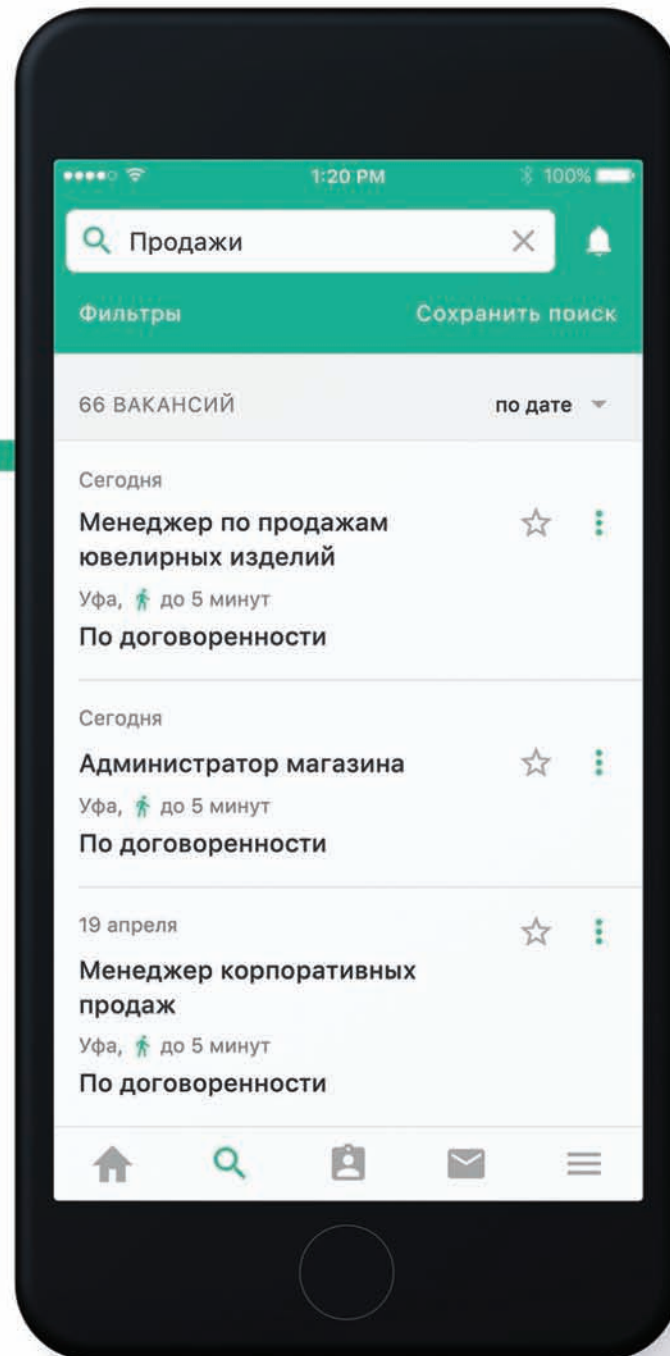 1:20 PM
100%
Продажи
Фильтры
Сохранить поиск
66 ВАКАНСИЙ
по дате
Сегодня
Менеджер по продажам
ювелирных изделий
Уфа, до 5 минут
По договоренности
Сегодня
Администратор магазина
Уфа, до 5 минут
По договоренности
19 апреля
Менеджер корпоративных
продаж
Уфа, до 5 минут
По договоренности